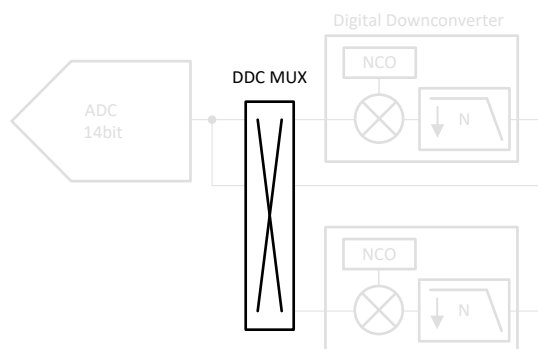 Digital Downconverter
NCO
DDC MUX
ADC
14bit
N
NCO
N